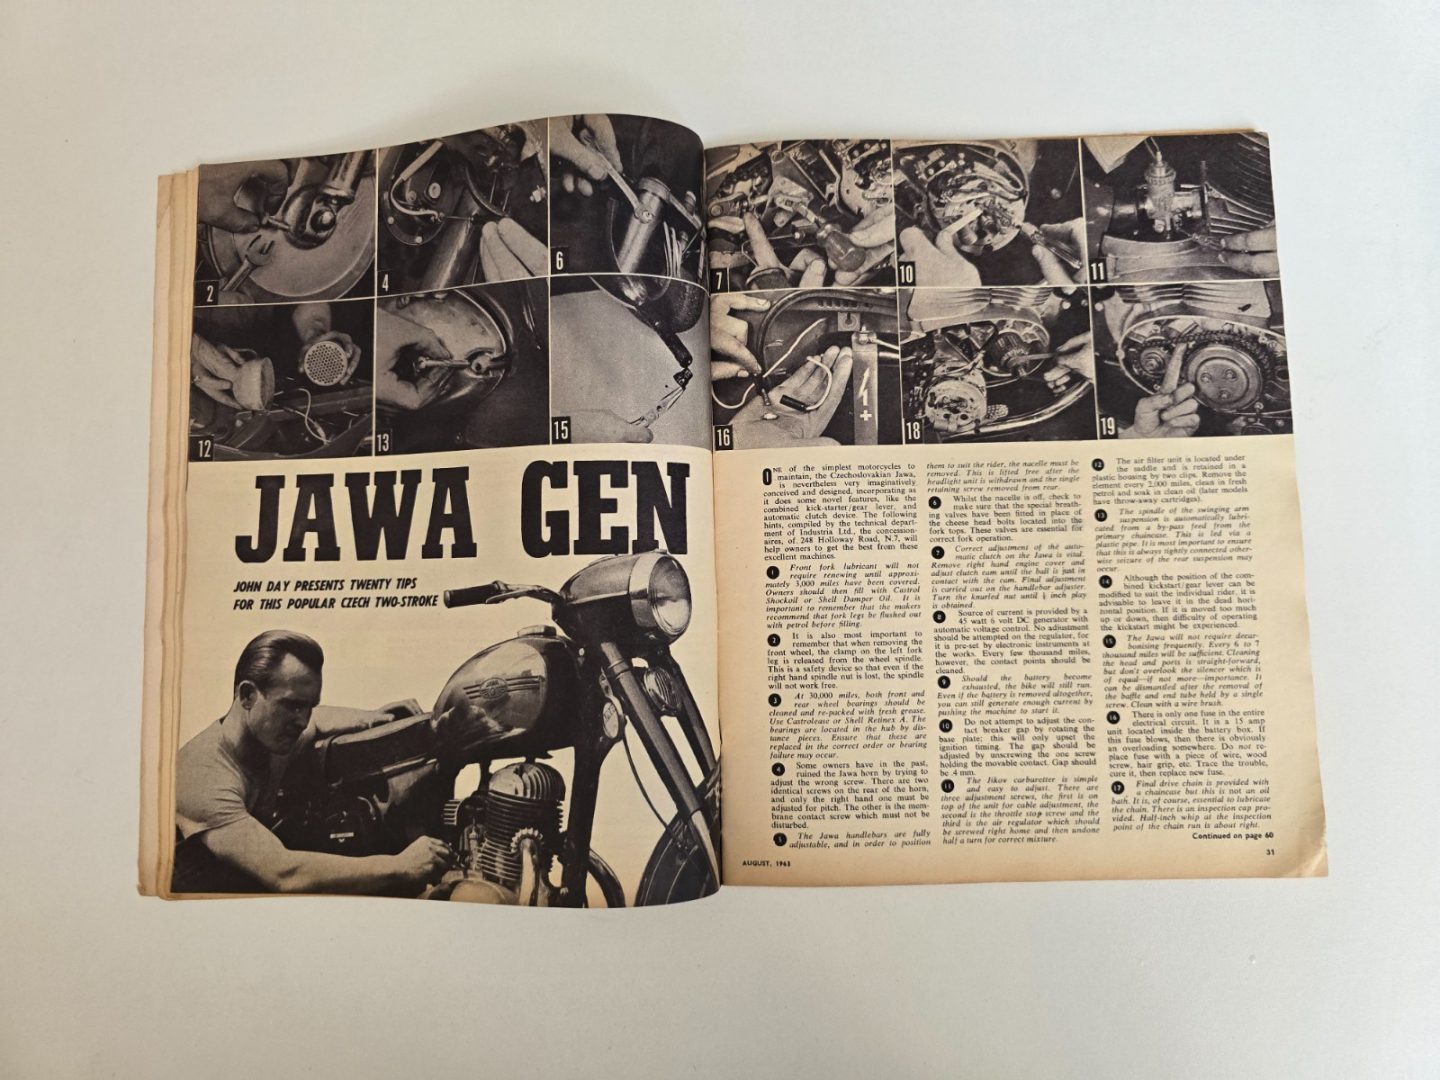 2
4
6
7
10
11
12
13
15
16
18
19
JAWA GEN
JOHN DAY PRESENTS TWENTY TIPS
FOR THIS POPULAR CZECH TWO-STROKE
ONE of the simplest motorcycles to
maintain, the Czechoslovakian Jawa,
is nevertheless very imaginatively
conceived and designed, incorporating as
it does some novel features, like the
combined kick-starter/gear lever, and
automatic clutch device. The following
hints, compiled by the technical depart-
ment of Industria Ltd., the concession-
aires, of 248 Holloway Road, N.7, will
help owners to get the best from these
excellent machines.
1 Front fork lubricant will not
require renewing until approxi-
mately 3,000 miles have been covered.
Owners should then fill with Castrol
Shockoil or Shell Damper Oil. It is
important to remember that the makers
recommend that fork legs be flushed out
with petrol before filling.
2 It is also most important to
remember that when removing the
front wheel, the clamp on the left fork
leg is released from the wheel spindle.
This is a safety device so that even if the
right hand spindle nut is lost, the spindle
will not work free.
3 At 30,000 miles, both front and
rear wheel bearings should be
cleaned and re-packed with fresh grease.
Use Castrolease or Shell Retinex A. The
bearings are located in the hub by dis-
tance pieces. Ensure that these are
replaced in the correct order or bearing
failure may occur.
4 Some owners have in the past,
ruined the Jawa horn by trying to
adjust the wrong screw. There are two
identical screws on the rear of the horn,
and only the right hand one must be
adjusted for pitch. The other is the mem-
brane contact screw which must not be
disturbed.
5 The Jawa handlebars are fully
adjustable, and in order to position
them to suit the rider, the nacelle must be
removed. This is lifted free after the
headlight unit is withdrawn and the single
retaining screw removed from rear.
6 Whilst the nacelle is off, check to
make sure that the special breath-
ing valves have been fitted in place of
the cheese head bolts located into the
fork tops. These valves are essential for
correct fork operation.
7 Correct adjustment of the auto-
matic clutch on the Jawa is vital.
Remove right hand engine cover and
adjust clutch cam until the ball is just in
contact with the cam. Final adjustment
is carried out on the handlebar adjuster.
Turn the knurled nut until ⅛ inch play
is obtained.
8 Source of current is provided by a
45 watt 6 volt DC generator with
automatic voltage control. No adjustment
should be attempted on the regulator, for
it is pre-set by electronic instruments at
the works. Every few thousand miles,
however, the contact points should be
cleaned.
9 Should the battery become
exhausted, the bike will still run.
Even if the battery is removed altogether,
you can still generate enough current by
pushing the machine to start it.
10 Do not attempt to adjust the con-
tact breaker gap by rotating the
base plate; this will only upset the
ignition timing. The gap should be
adjusted by unscrewing the one screw
holding the movable contact. Gap should
be .4 mm.
11 The Jikov carburetter is simple
and easy to adjust. There are
three adjustment screws, the first is on
top of the unit for cable adjustment, the
second is the throttle stop screw and the
third is the air regulator which should
be screwed right home and then undone
half a turn for correct mixture.
12 The air filter unit is located under
the saddle and is retained in a
plastic housing by two clips. Remove the
element every 2,000 miles, clean in fresh
petrol and soak in clean oil (later models
have throw-away cartridges).
13 The spindle of the swinging arm
suspension is automatically lubri-
cated from a by-pass feed from the
primary chaincase. This is led via a
plastic pipe. It is most important to ensure
that this is always tightly connected other-
wise seizure of the rear suspension may
occur.
14 Although the position of the com-
bined kickstart/gear lever can be
modified to suit the individual rider, it is
advisable to leave it in the dead hori-
zontal position. If it is moved too much
up or down, then difficulty of operating
the kickstart might be experienced.
15 The Jawa will not require decar-
bonising frequently. Every 6 to 7
thousand miles will be sufficient. Cleaning
the head and ports is straight-forward,
but don't overlook the silencer which is
of equal—if not more—importance. It
can be dismantled after the removal of
the baffle and end tube held by a single
screw. Clean with a wire brush.
16 There is only one fuse in the entire
electrical circuit. It is a 15 amp
unit located inside the battery box. If
this fuse blows, then there is obviously
an overloading somewhere. Do not re-
place fuse with a piece of wire, wood
screw, hair grip, etc. Trace the trouble,
cure it, then replace new fuse.
17 Final drive chain is provided with
a chaincase but this is not an oil
bath. It is, of course, essential to lubricate
the chain. There is an inspection cap pro-
vided. Half-inch whip at the inspection
point of the chain run is about right.
Continued on page 60
AUGUST, 1963
31